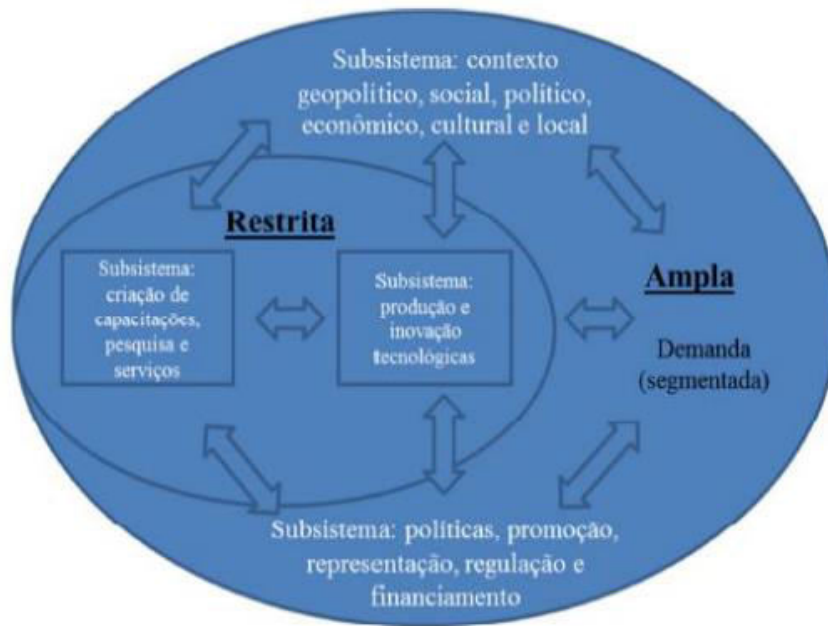 Subsistema: contexto
geopolítico, social, político,
econômico, cultural e local
Restrita
Subsistema:
criação de
capacitações,
pesquisa e
serviços
Subsistema:
produção e
inovação
tecnológicas
Ampla
Demanda
(segmentada)
Subsistema: políticas, promoção,
representação, regulação e
financiamento